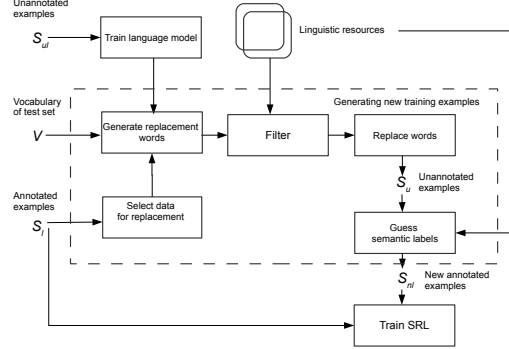 Unannotated
examples
S_ul
Train language model
Linguistic resources
Vocabulary
of test set
V
Generating new training examples
Generate replacement
words
Filter
Replace words
S_u
Unannotated
examples
Annotated
examples
S_l
Select data
for replacement
Guess
semantic labels
S_nl
New annotated
examples
Train SRL